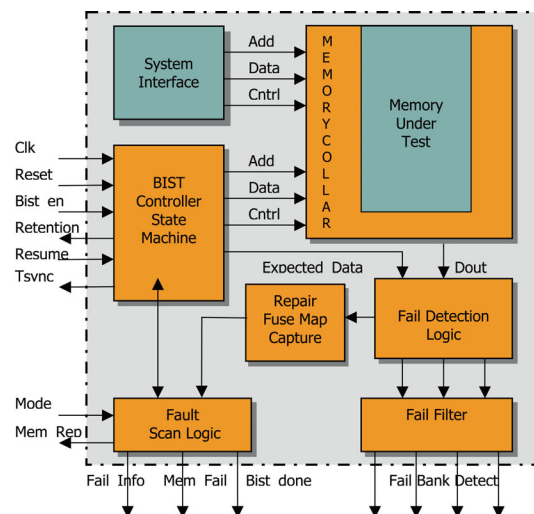 System
Interface
Add
Data
Cntrl
MEMORYCOLLAR
Memory
Under
Test
Clk
Reset
Bist en
Retention
Resume
Tsvnc
BIST
Controller
State
Machine
Add
Data
Cntrl
Expected Data
Dout
Repair
Fuse Map
Capture
Fail Detection
Logic
Mode
Mem Rep
Fault
Scan Logic
Fail Filter
Fail Info
Mem Fail
Bist done
Fail Bank Detect